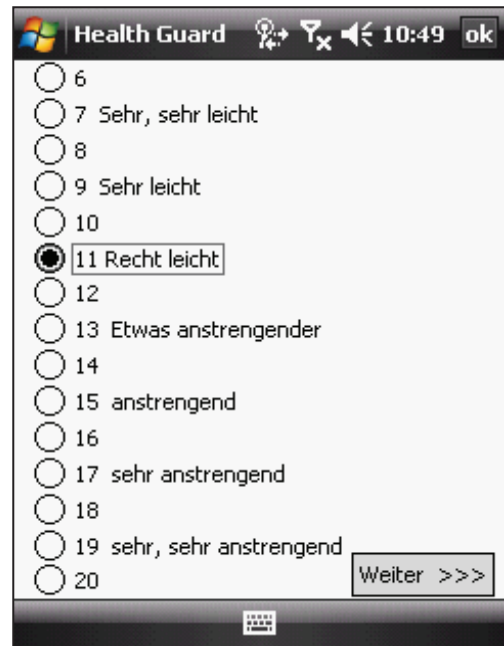 Health Guard 10:49 ok
6
7 Sehr, sehr leicht
8
9 Sehr leicht
10
11 Recht leicht
12
13 Etwas anstrengender
14
15 anstrengend
16
17 sehr anstrengend
18
19 sehr, sehr anstrengend
20
Weiter >>>